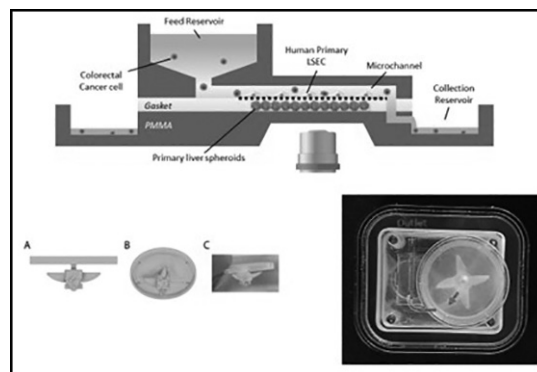 Feed Reservoir
Human Primary
LSEC
Microchannel
Colorectal
Cancer cell
Collection
Reservoir
Gasket
PMMA
Primary liver spheroids
A
B
C
Outlet